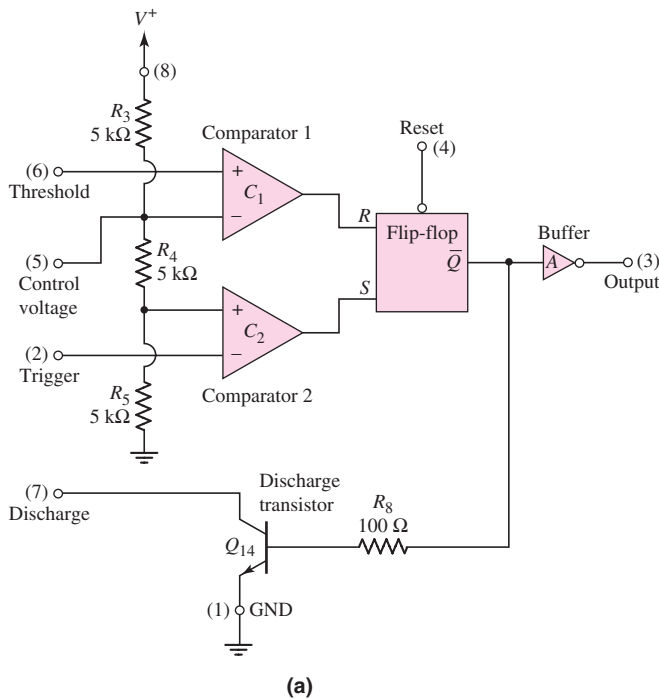 V+
(8)
R3
5 kΩ
Comparator 1
Reset
(4)
(6)
Threshold
+
C1
−
R
Flip-flop
Buffer
(5)
Control
voltage
R4
5 kΩ
Q̅
A
(3)
Output
S
+
C2
−
(2)
Trigger
R5
5 kΩ
Comparator 2
(7)
Discharge
Discharge
transistor
R8
100 Ω
Q14
(1) GND
(a)